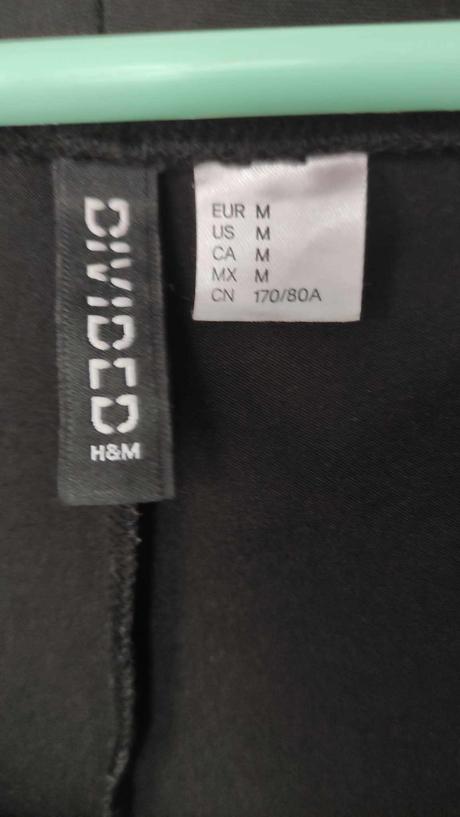 DIVIDED
H&M
EUR M
US M
CA M
MX M
CN 170/80A